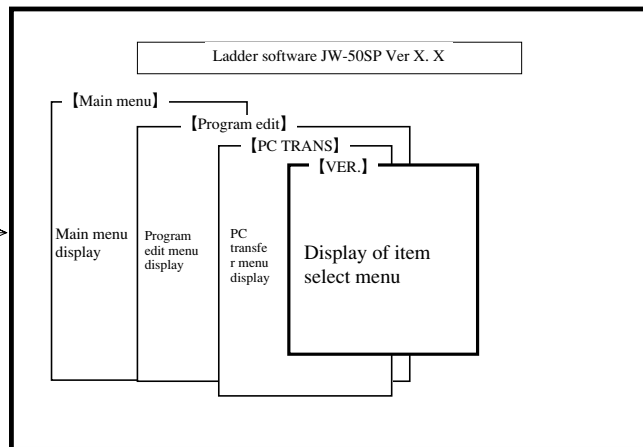 Ladder software JW-50SP Ver X. X
【Main menu】
【Program edit】
【PC TRANS】
【VER.】
Main menu
display
Program
edit menu
display
PC
transfe
r menu
display
Display of item
select menu